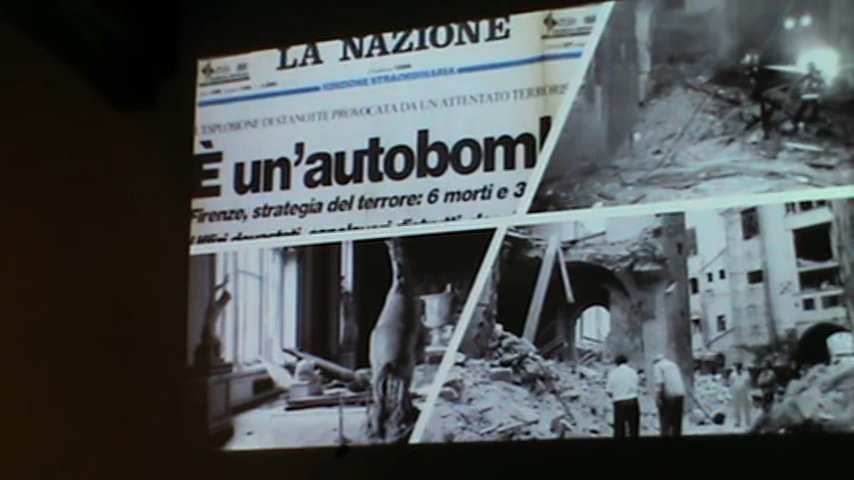 LA NAZIONE
EDIZIONE STRAORDINARIA
L'ESPLOSIONE DI STANOTTE PROVOCATA DA UN ATTENTATO TERRORIS
È un'autobom
Firenze, strategia del terrore: 6 morti e 3